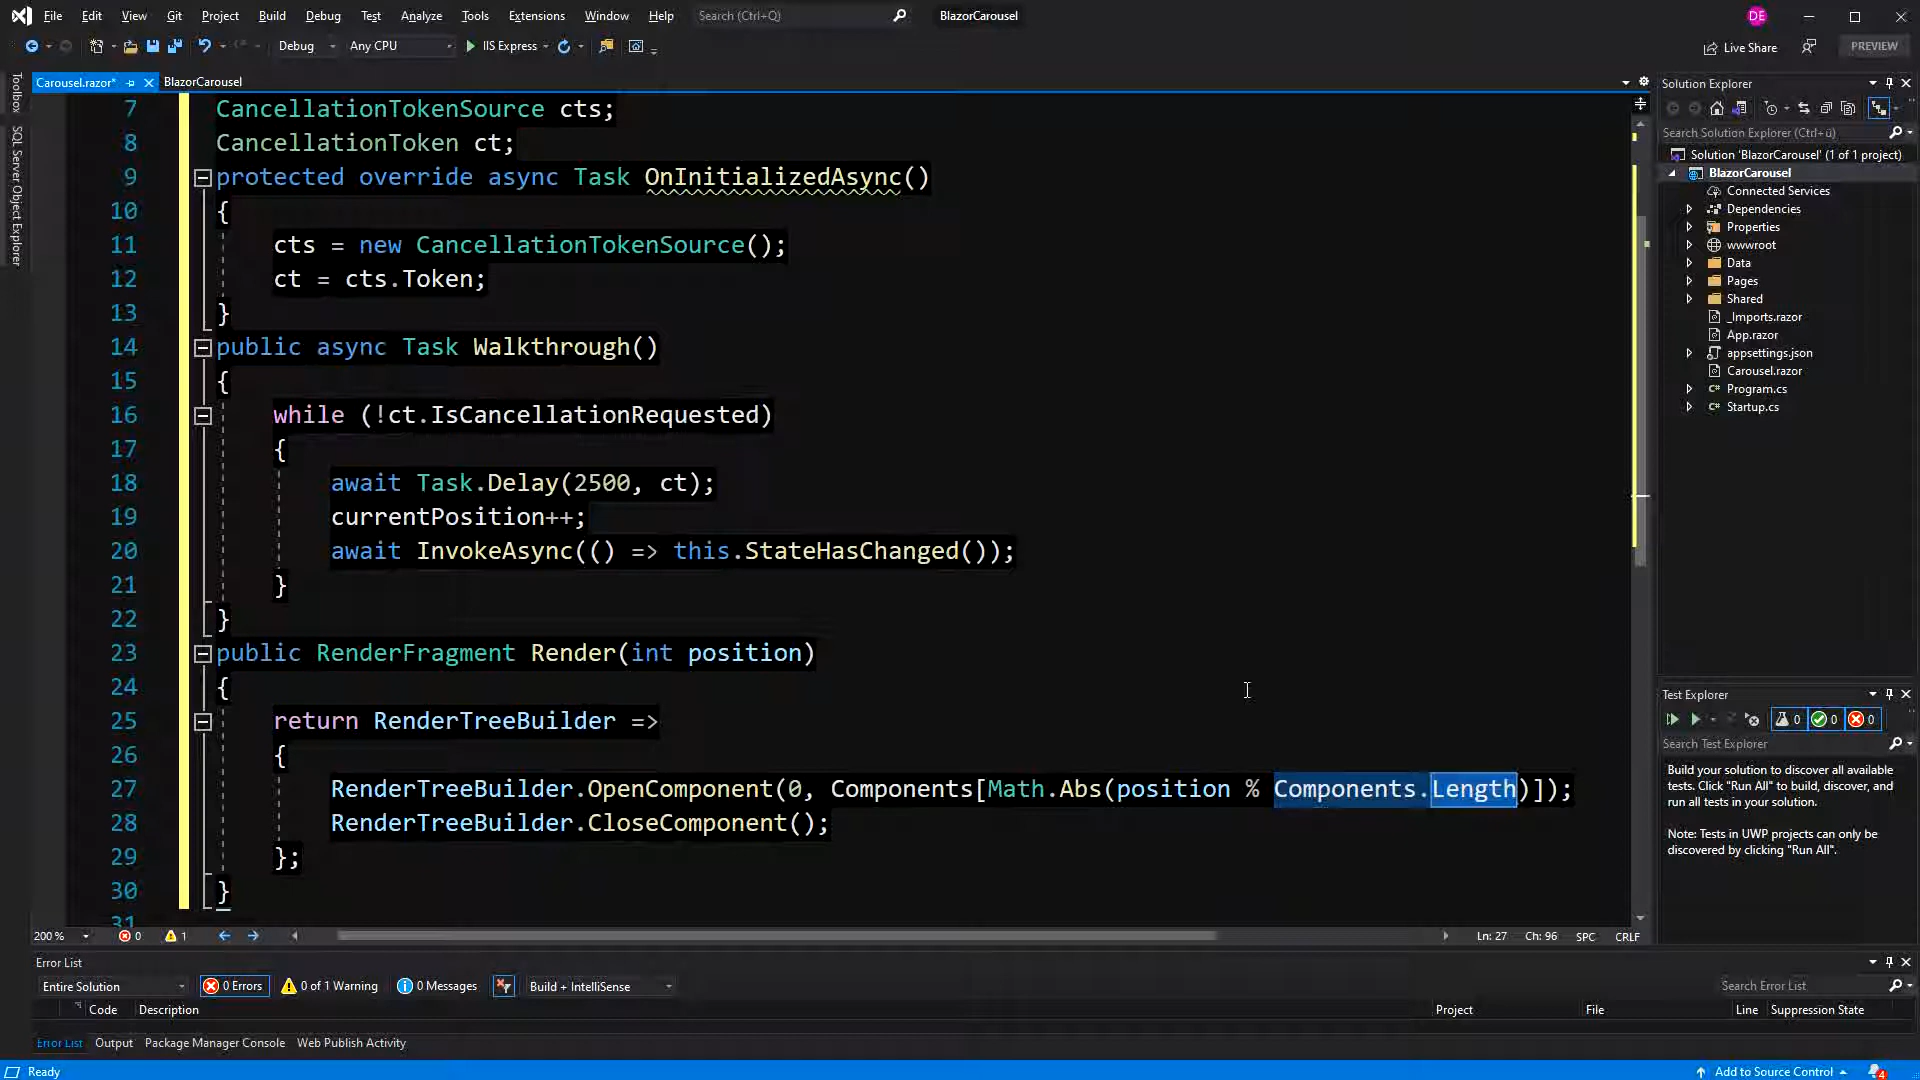 File Edit View Git Project Build Debug Test Analyze Tools Extensions Window Help Search (Ctrl+Q) BlazorCarousel DE
Debug Any CPU IIS Express Live Share PREVIEW
Toolbox
SQL Server Object Explorer
Carousel.razor* BlazorCarousel
7 CancellationTokenSource cts;
8 CancellationToken ct;
9 protected override async Task OnInitializedAsync()
10 {
11 cts = new CancellationTokenSource();
12 ct = cts.Token;
13 }
14 public async Task Walkthrough()
15 {
16 while (!ct.IsCancellationRequested)
17 {
18 await Task.Delay(2500, ct);
19 currentPosition++;
20 await InvokeAsync(() => this.StateHasChanged());
21 }
22 }
23 public RenderFragment Render(int position)
24 {
25 return RenderTreeBuilder =>
26 {
27 RenderTreeBuilder.OpenComponent(0, Components[Math.Abs(position % Components.Length)]);
28 RenderTreeBuilder.CloseComponent();
29 };
30 }
31
200 % 0 1 Ln: 27 Ch: 96 SPC CRLF
Solution Explorer
Search Solution Explorer (Ctrl+ü)
Solution 'BlazorCarousel' (1 of 1 project)
BlazorCarousel
Connected Services
Dependencies
Properties
wwwroot
Data
Pages
Shared
_Imports.razor
App.razor
appsettings.json
Carousel.razor
Program.cs
Startup.cs
Test Explorer
0 0 0
Search Test Explorer
Build your solution to discover all available
tests. Click "Run All" to build, discover, and
run all tests in your solution.
Note: Tests in UWP projects can only be
discovered by clicking "Run All".
Error List
Entire Solution 0 Errors 0 of 1 Warning 0 Messages Build + IntelliSense Search Error List
Code Description Project File Line Suppression State
Error List Output Package Manager Console Web Publish Activity
Ready Add to Source Control 4